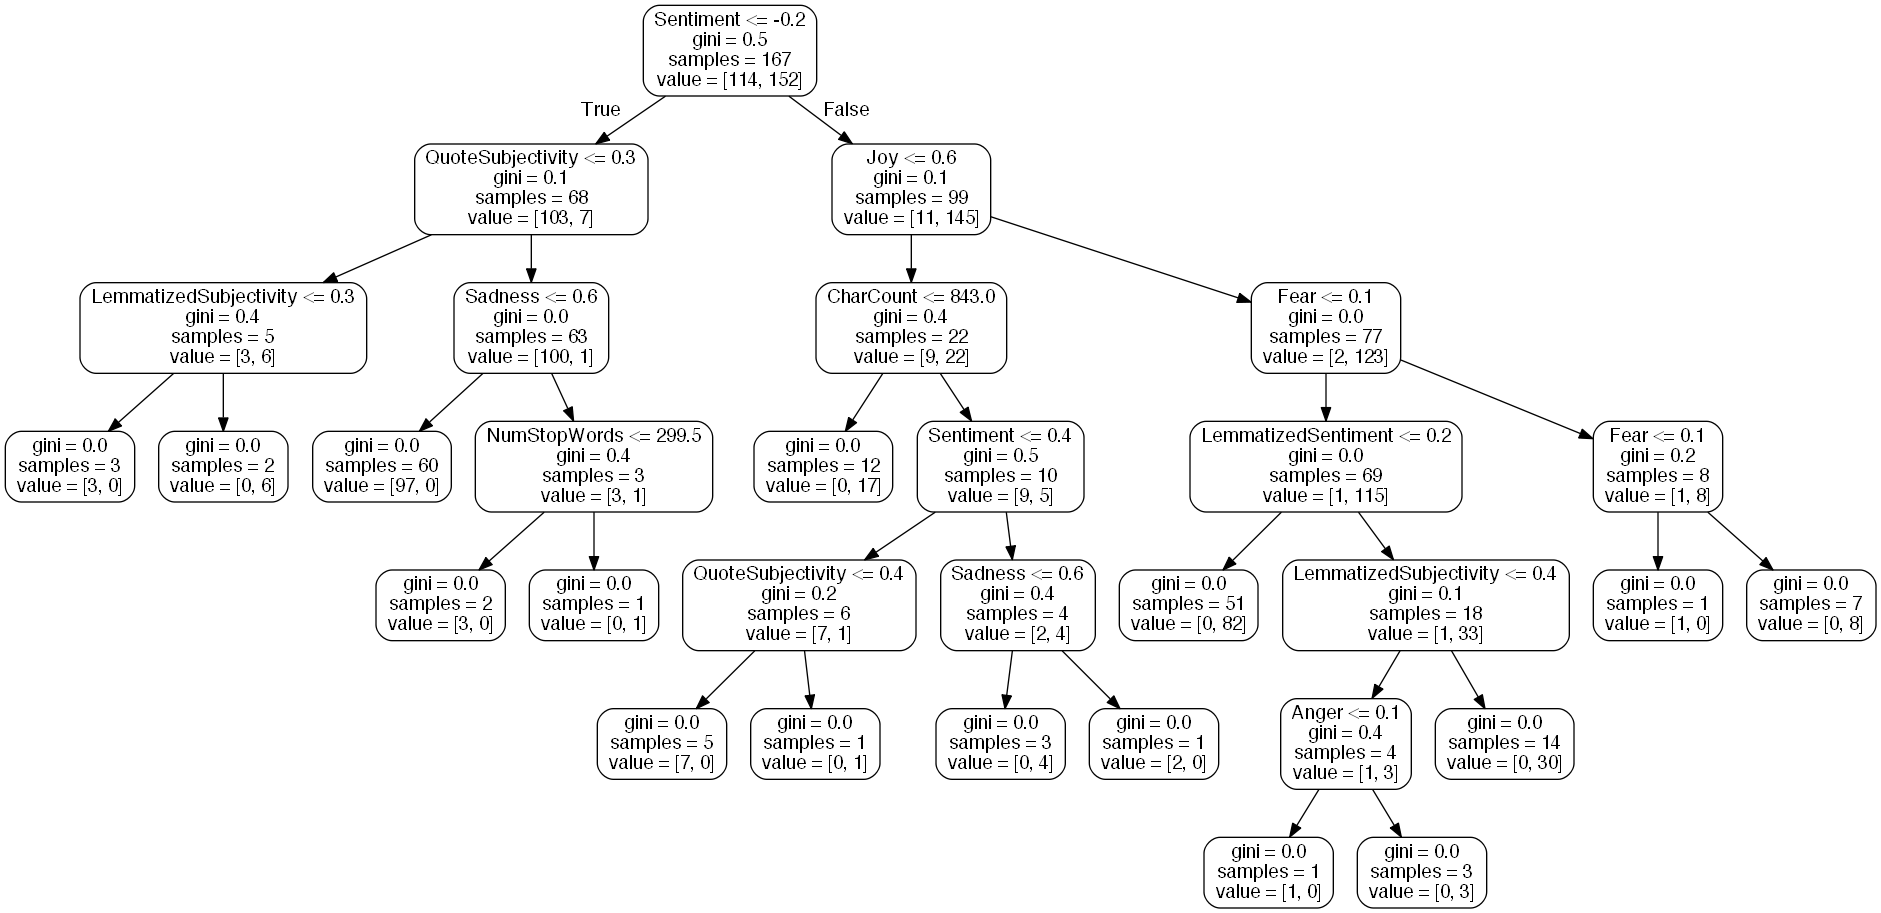 Sentiment <= -0.2
gini = 0.5
samples = 167
value = [114, 152]
True
False
QuoteSubjectivity <= 0.3
gini = 0.1
samples = 68
value = [103, 7]
Joy <= 0.6
gini = 0.1
samples = 99
value = [11, 145]
LemmatizedSubjectivity <= 0.3
gini = 0.4
samples = 5
value = [3, 6]
Sadness <= 0.6
gini = 0.0
samples = 63
value = [100, 1]
CharCount <= 843.0
gini = 0.4
samples = 22
value = [9, 22]
Fear <= 0.1
gini = 0.0
samples = 77
value = [2, 123]
gini = 0.0
samples = 3
value = [3, 0]
gini = 0.0
samples = 2
value = [0, 6]
gini = 0.0
samples = 60
value = [97, 0]
NumStopWords <= 299.5
gini = 0.4
samples = 3
value = [3, 1]
gini = 0.0
samples = 12
value = [0, 17]
Sentiment <= 0.4
gini = 0.5
samples = 10
value = [9, 5]
LemmatizedSentiment <= 0.2
gini = 0.0
samples = 69
value = [1, 115]
Fear <= 0.1
gini = 0.2
samples = 8
value = [1, 8]
gini = 0.0
samples = 2
value = [3, 0]
gini = 0.0
samples = 1
value = [0, 1]
QuoteSubjectivity <= 0.4
gini = 0.2
samples = 6
value = [7, 1]
Sadness <= 0.6
gini = 0.4
samples = 4
value = [2, 4]
gini = 0.0
samples = 51
value = [0, 82]
LemmatizedSubjectivity <= 0.4
gini = 0.1
samples = 18
value = [1, 33]
gini = 0.0
samples = 1
value = [1, 0]
gini = 0.0
samples = 7
value = [0, 8]
gini = 0.0
samples = 5
value = [7, 0]
gini = 0.0
samples = 1
value = [0, 1]
gini = 0.0
samples = 3
value = [0, 4]
gini = 0.0
samples = 1
value = [2, 0]
Anger <= 0.1
gini = 0.4
samples = 4
value = [1, 3]
gini = 0.0
samples = 14
value = [0, 30]
gini = 0.0
samples = 1
value = [1, 0]
gini = 0.0
samples = 3
value = [0, 3]